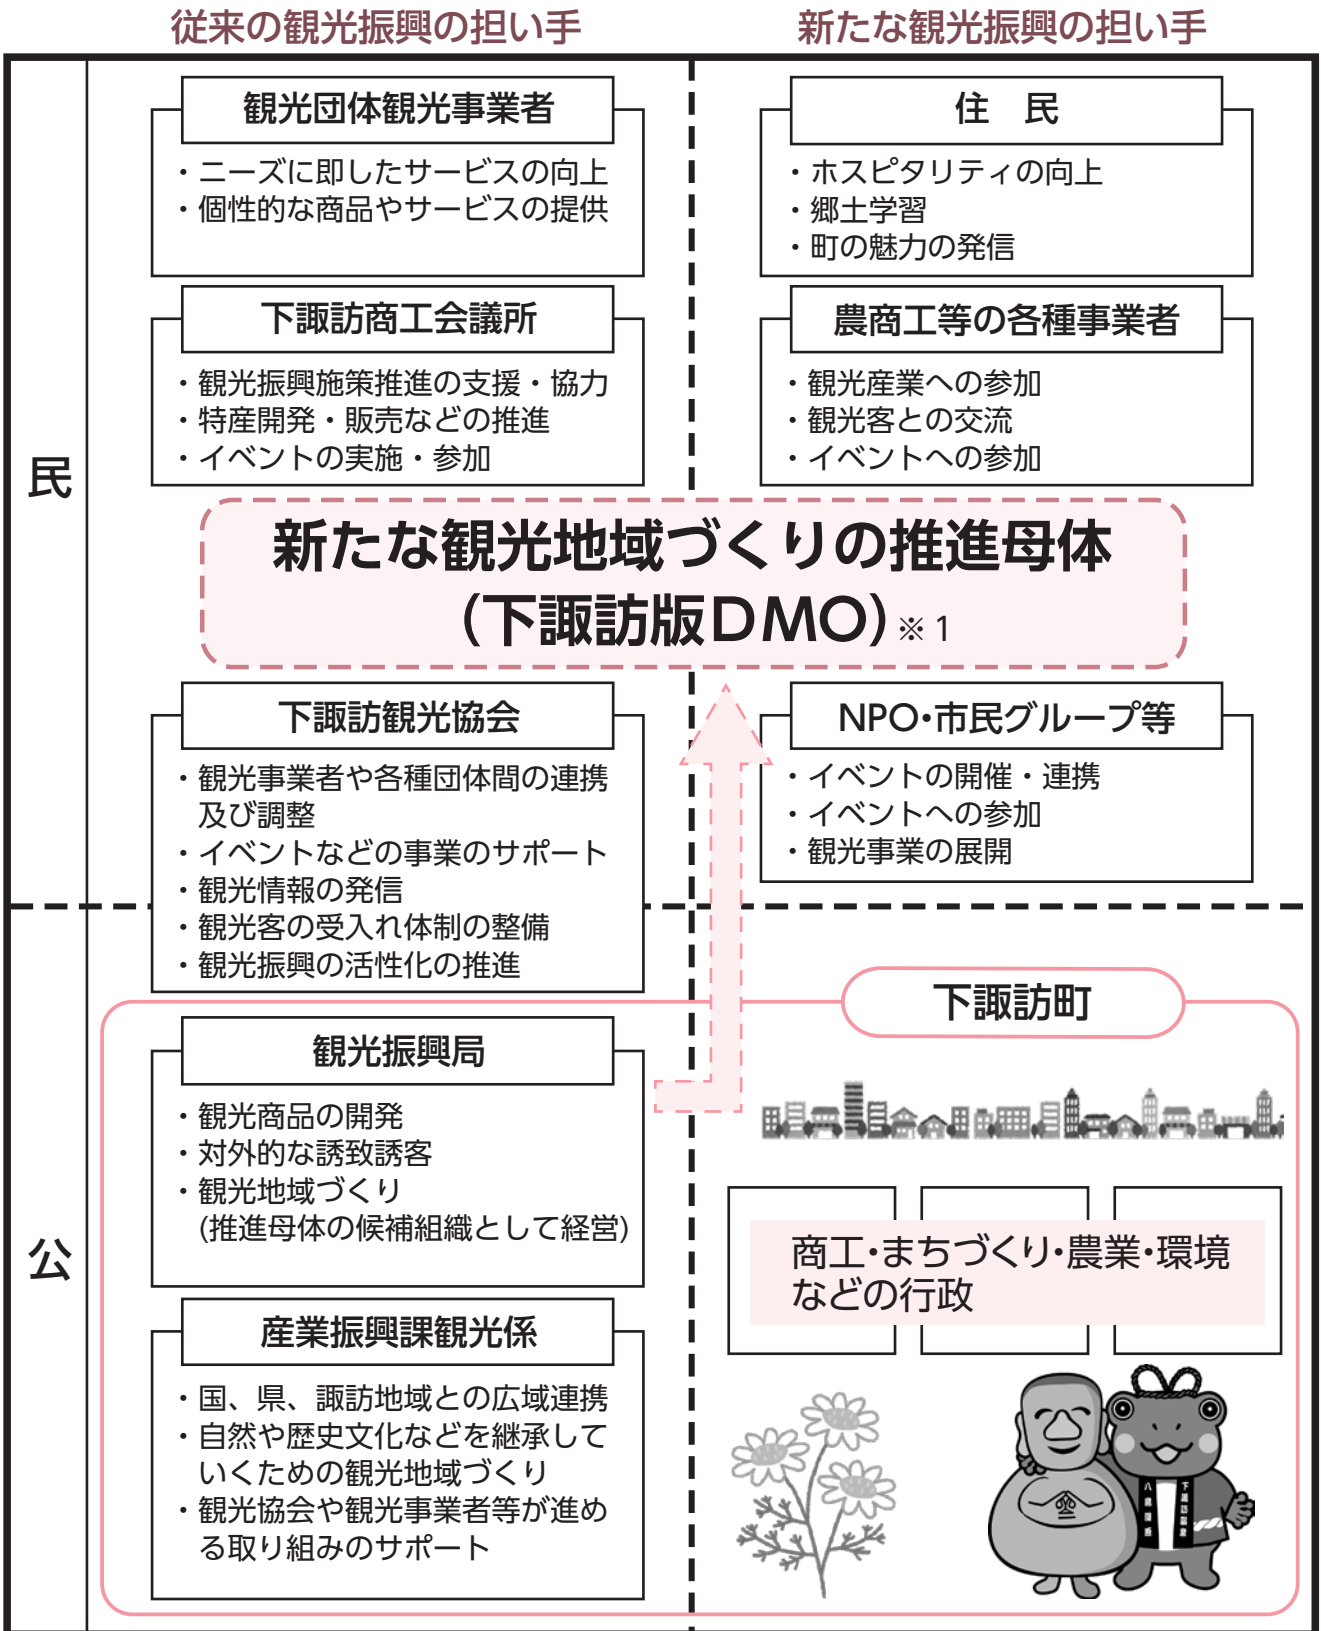 従来の観光振興の担い手
新たな観光振興の担い手
民
観光団体観光事業者
・ニーズに即したサービスの向上
・個性的な商品やサービスの提供
住　民
・ホスピタリティの向上
・郷土学習
・町の魅力の発信
下諏訪商工会議所
・観光振興施策推進の支援・協力
・特産開発・販売などの推進
・イベントの実施・参加
農商工等の各種事業者
・観光産業への参加
・観光客との交流
・イベントへの参加
新たな観光地域づくりの推進母体
(下諏訪版DMO)※1
下諏訪観光協会
・観光事業者や各種団体間の連携
及び調整
・イベントなどの事業のサポート
・観光情報の発信
・観光客の受入れ体制の整備
・観光振興の活性化の推進
NPO・市民グループ等
・イベントの開催・連携
・イベントへの参加
・観光事業の展開
公
下諏訪町
観光振興局
・観光商品の開発
・対外的な誘致誘客
・観光地域づくり
(推進母体の候補組織として経営)
商工・まちづくり・農業・環境
などの行政
産業振興課観光係
・国、県、諏訪地域との広域連携
・自然や歴史文化などを継承して
いくための観光地域づくり
・観光協会や観光事業者等が進め
る取り組みのサポート